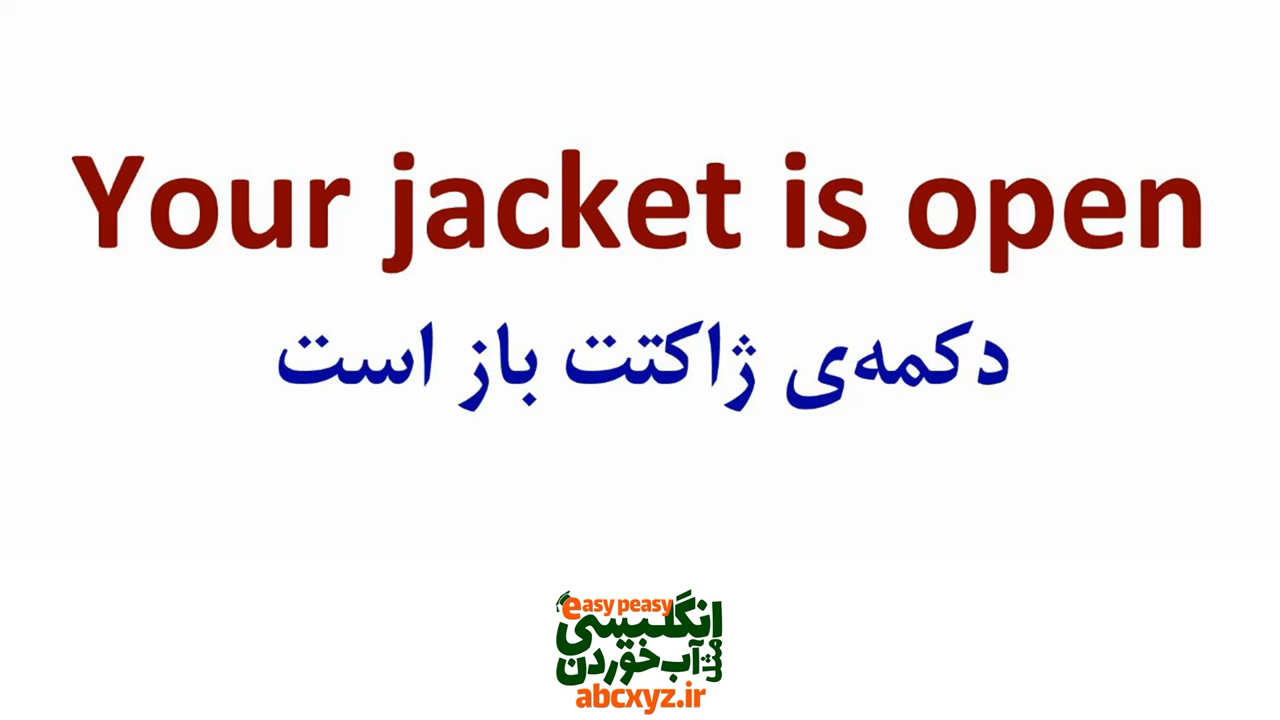 Your jacket is open
دکمه‌ی ژاکتت باز است
easy peasy
انگلیسی
مثل آب خوردن
abcxyz.ir